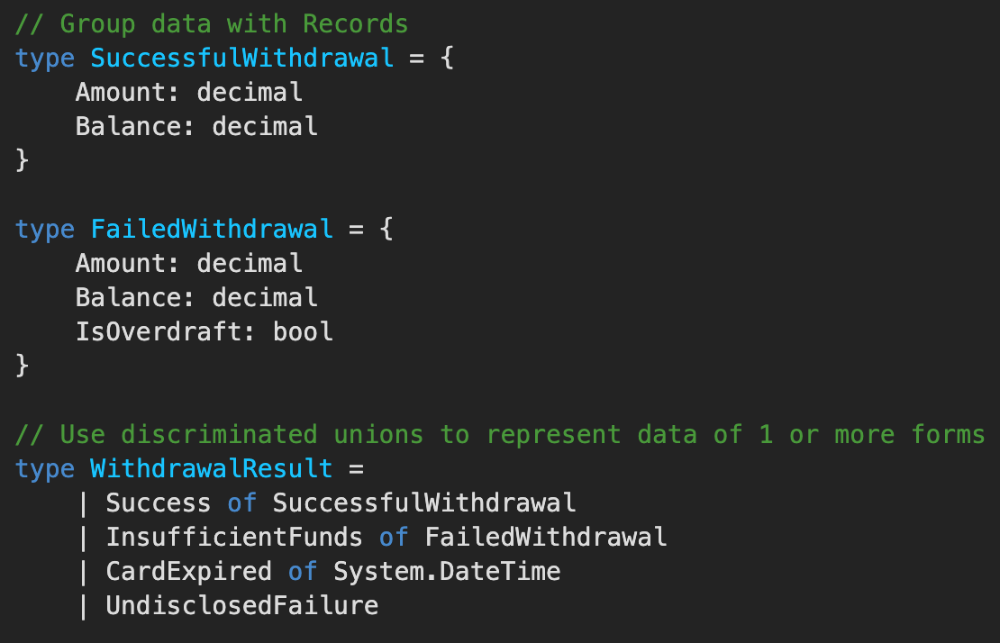 // Group data with Records
type SuccessfulWithdrawal = {
    Amount: decimal
    Balance: decimal
}

type FailedWithdrawal = {
    Amount: decimal
    Balance: decimal
    IsOverdraft: bool
}

// Use discriminated unions to represent data of 1 or more forms
type WithdrawalResult =
    | Success of SuccessfulWithdrawal
    | InsufficientFunds of FailedWithdrawal
    | CardExpired of System.DateTime
    | UndisclosedFailure